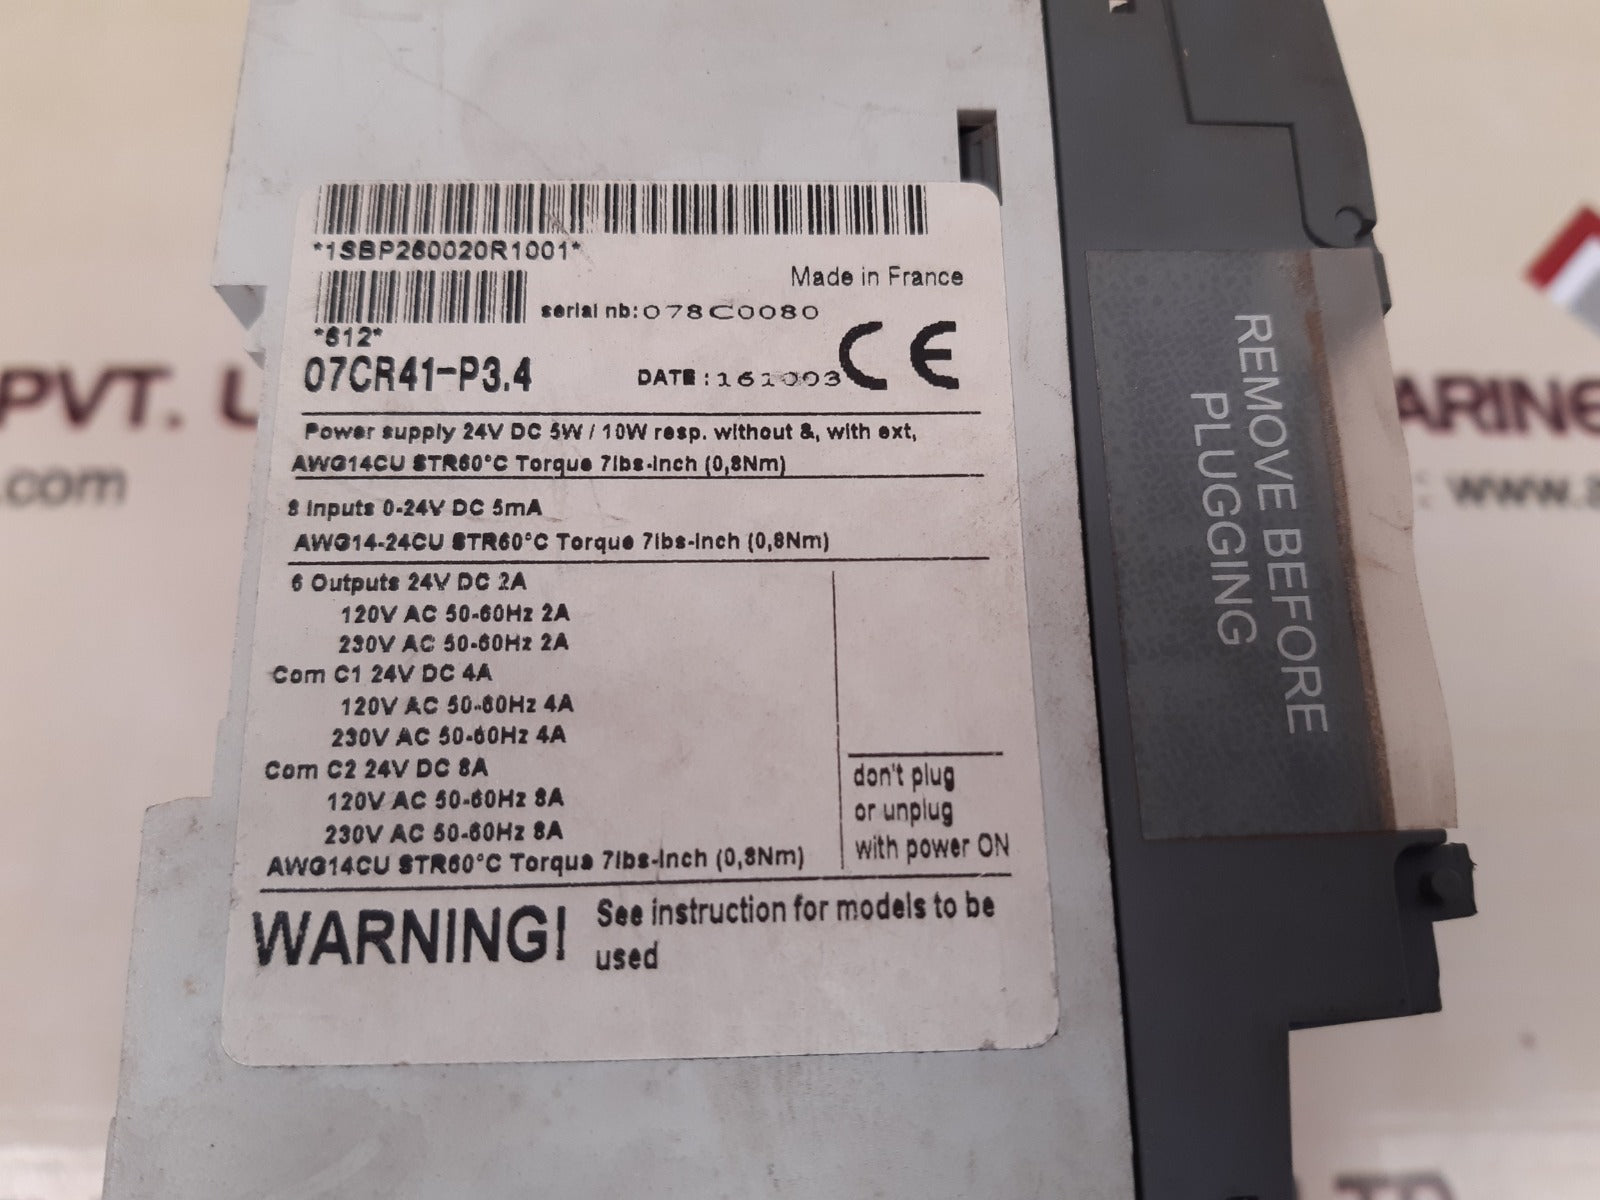 *1SBP260020R1001*
Made in France
serial nb: 078C0080
*612*
07CR41-P3.4
DATE : 161003
CE
Power supply 24V DC 5W / 10W resp. without &, with ext,
AWG14CU STR60°C Torque 7lbs-inch (0,8Nm)
8 Inputs 0-24V DC 5mA
AWG14-24CU STR60°C Torque 7lbs-inch (0,8Nm)
6 Outputs 24V DC 2A
120V AC 50-60Hz 2A
230V AC 50-60Hz 2A
Com C1 24V DC 4A
120V AC 50-60Hz 4A
230V AC 50-60Hz 4A
Com C2 24V DC 8A
120V AC 50-60Hz 8A
230V AC 50-60Hz 8A
AWG14CU STR60°C Torque 7lbs-inch (0,8Nm)
don't plug
or unplug
with power ON
WARNING! See instruction for models to be
used
REMOVE BEFORE
PLUGGING
PVT.
.com
ARINE
: www.a